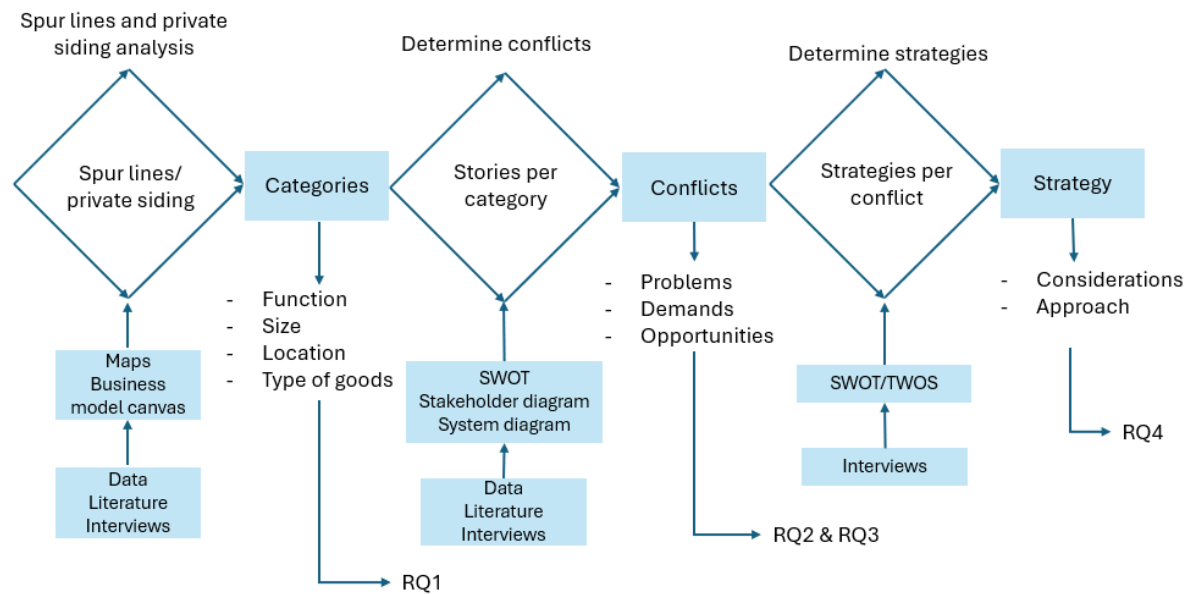 Spur lines and private
siding analysis
Spur lines/
private siding
Maps
Business
model canvas
Data
Literature
Interviews
Categories
- Function
- Size
- Location
- Type of goods
RQ1
Determine conflicts
Stories per
category
SWOT
Stakeholder diagram
System diagram
Data
Literature
Interviews
Conflicts
- Problems
- Demands
- Opportunities
RQ2 & RQ3
Determine strategies
Strategies per
conflict
SWOT/TWOS
Interviews
Strategy
- Considerations
- Approach
RQ4